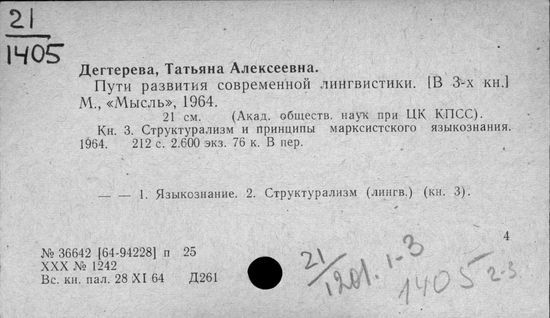 21
1405
Дегтерева, Татьяна Алексеевна.
Пути развития современной лингвистики. [В 3-х кн.]
М., «Мысль», 1964.
21 см. (Акад. обществ. наук при ЦК КПСС).
Кн. 3. Структурализм и принципы марксистского языкознания.
1964. 212 с. 2.600 экз. 76 к. В пер.
— — 1. Языкознание. 2. Структурализм (лингв.) (кн. 3).
4
№ 36642 [64-94228] п 25
XXX № 1242
Вс. кн. пал. 28 XI 64 Д261
21
1201. 1-3
1405 2-3